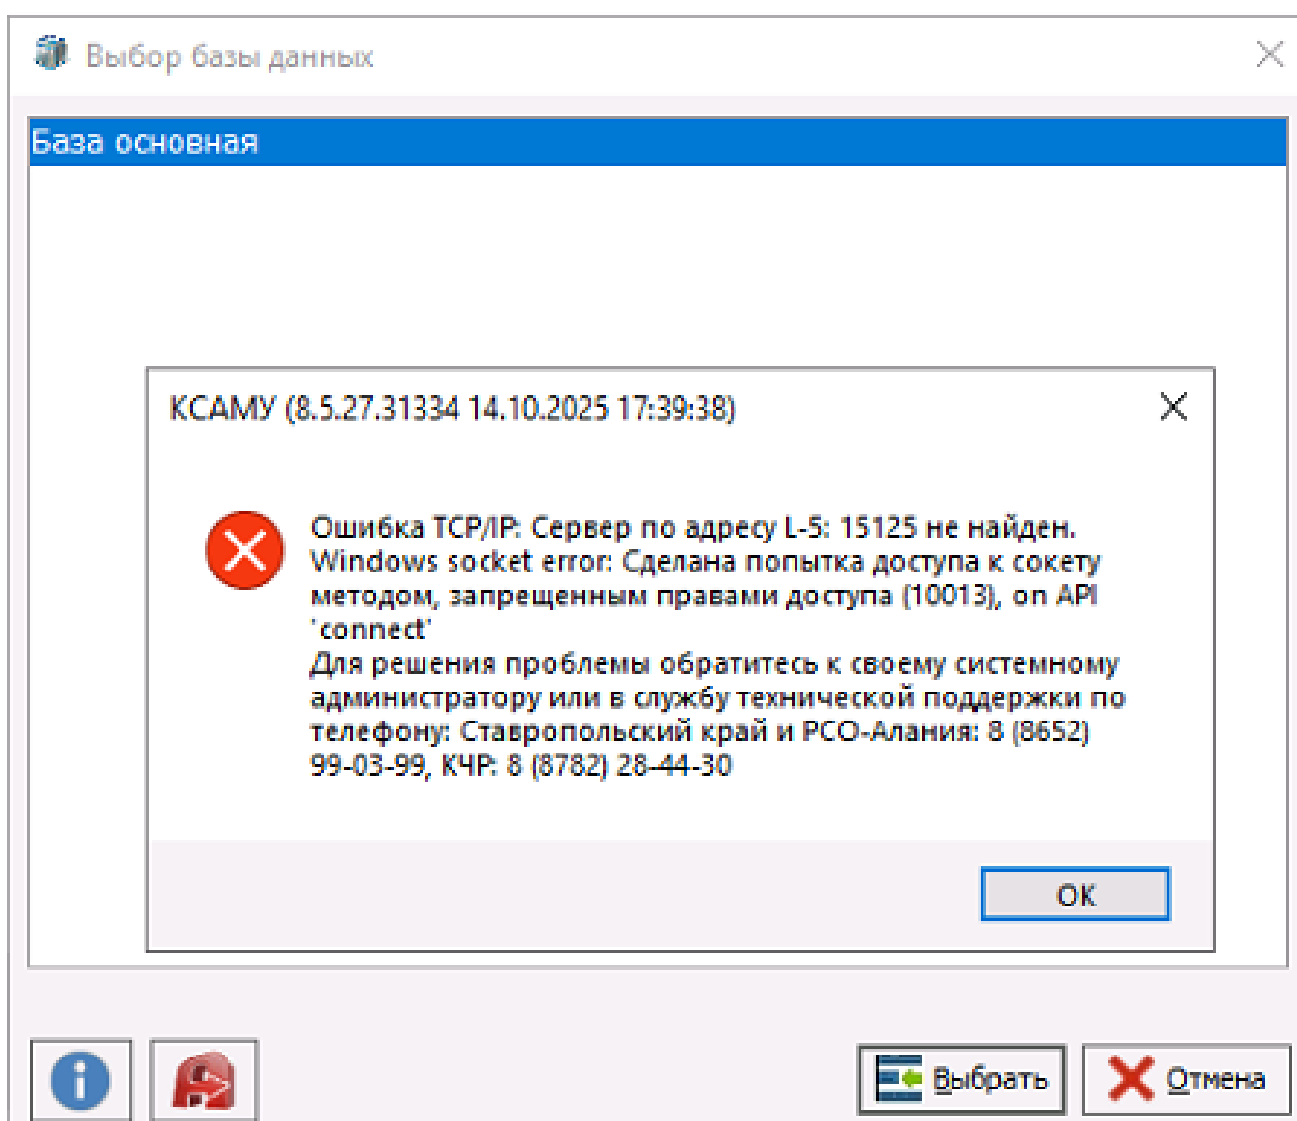 Выбор базы данных
База основная
КСАМУ (8.5.27.31334 14.10.2025 17:39:38)
Ошибка TCP/IP: Сервер по адресу L-5: 15125 не найден.
Windows socket error: Сделана попытка доступа к сокету
методом, запрещенным правами доступа (10013), on API
'connect'
Для решения проблемы обратитесь к своему системному
администратору или в службу технической поддержки по
телефону: Ставропольский край и РСО-Алания: 8 (8652)
99-03-99, КЧР: 8 (8782) 28-44-30
ОК
Выбрать
Отмена